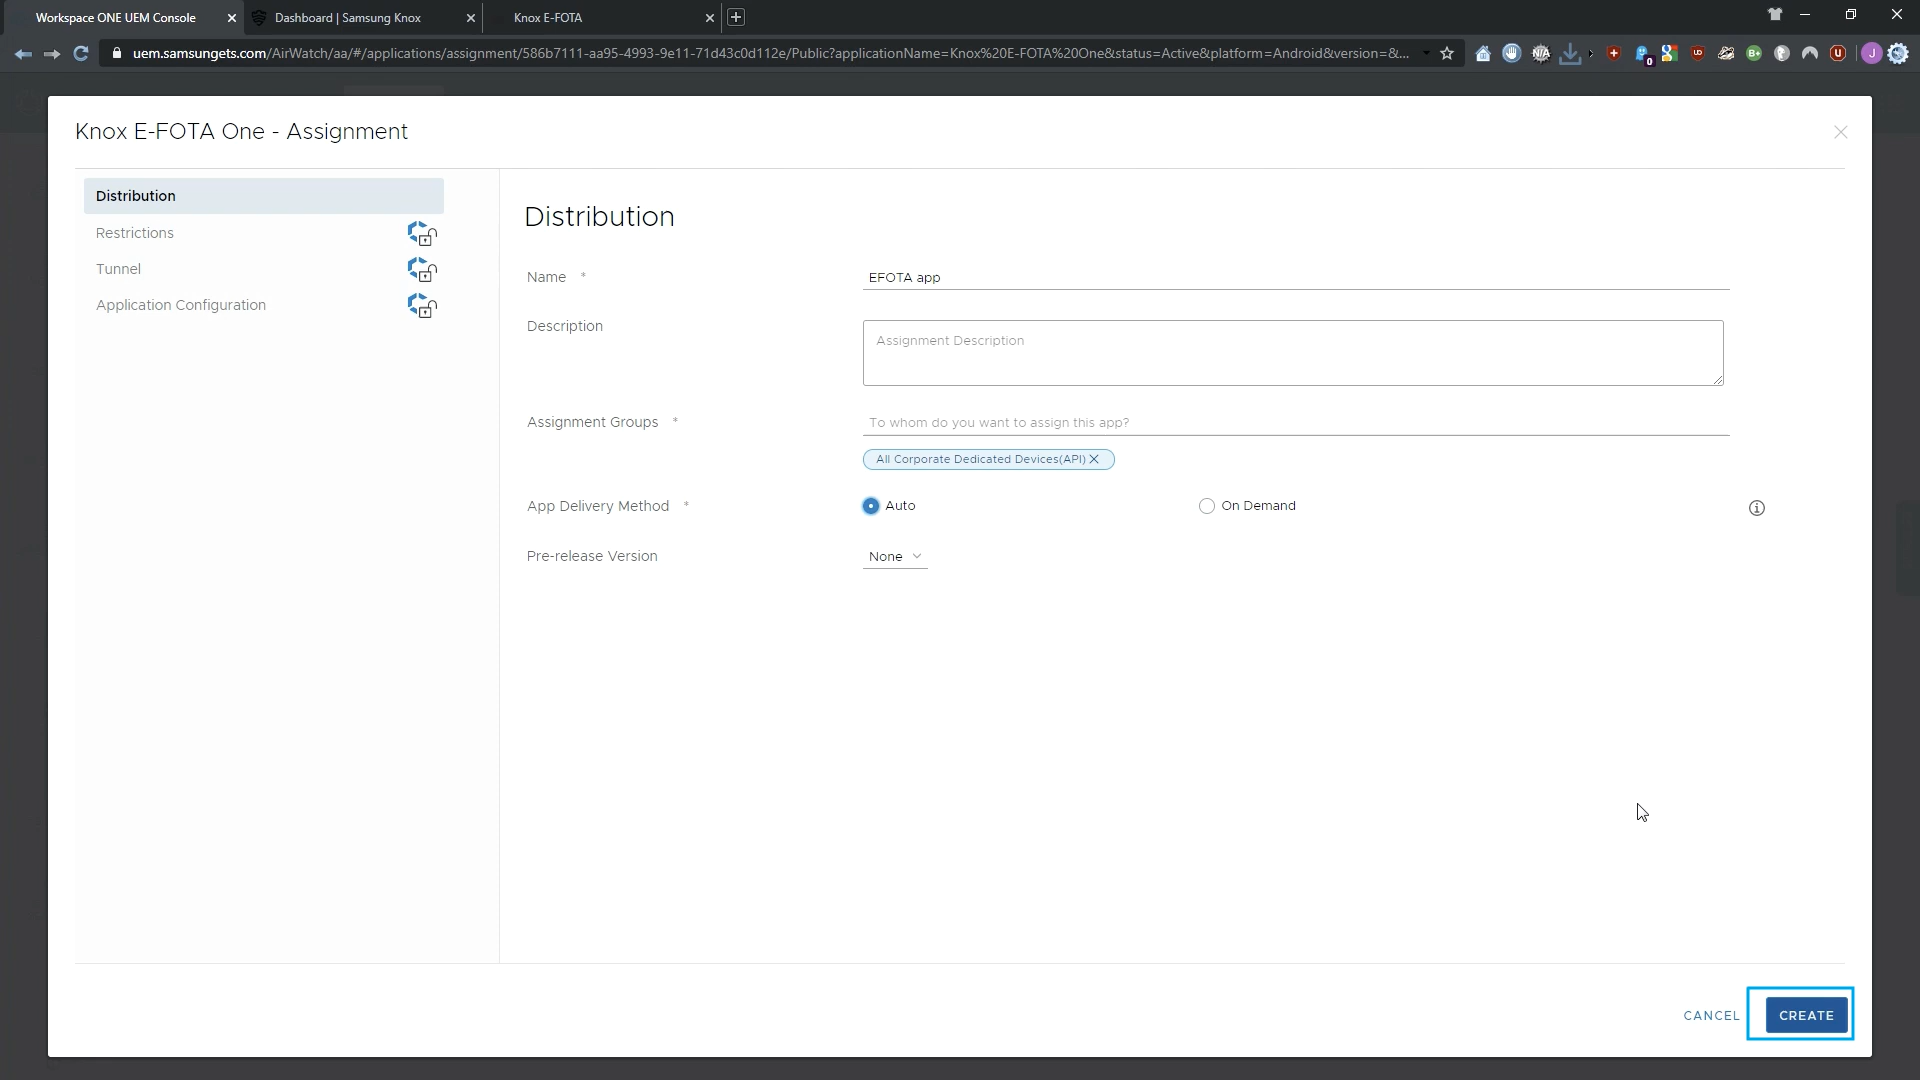 Workspace ONE UEM Console
Dashboard | Samsung Knox
Knox E-FOTA
uem.samsungets.com/AirWatch/aa/#/applications/assignment/586b7111-aa95-4993-9e11-71d43c0d112e/Public?applicationName=Knox%20E-FOTA%20One&status=Active&platform=Android&version=&...
N/A
0
UD
B+
U
J
Knox E-FOTA One - Assignment
Distribution
Restrictions
Tunnel
Application Configuration
Distribution
Name *
EFOTA app
Description
Assignment Description
Assignment Groups *
To whom do you want to assign this app?
All Corporate Dedicated Devices(API)
App Delivery Method *
Auto
On Demand
Pre-release Version
None
CANCEL
CREATE